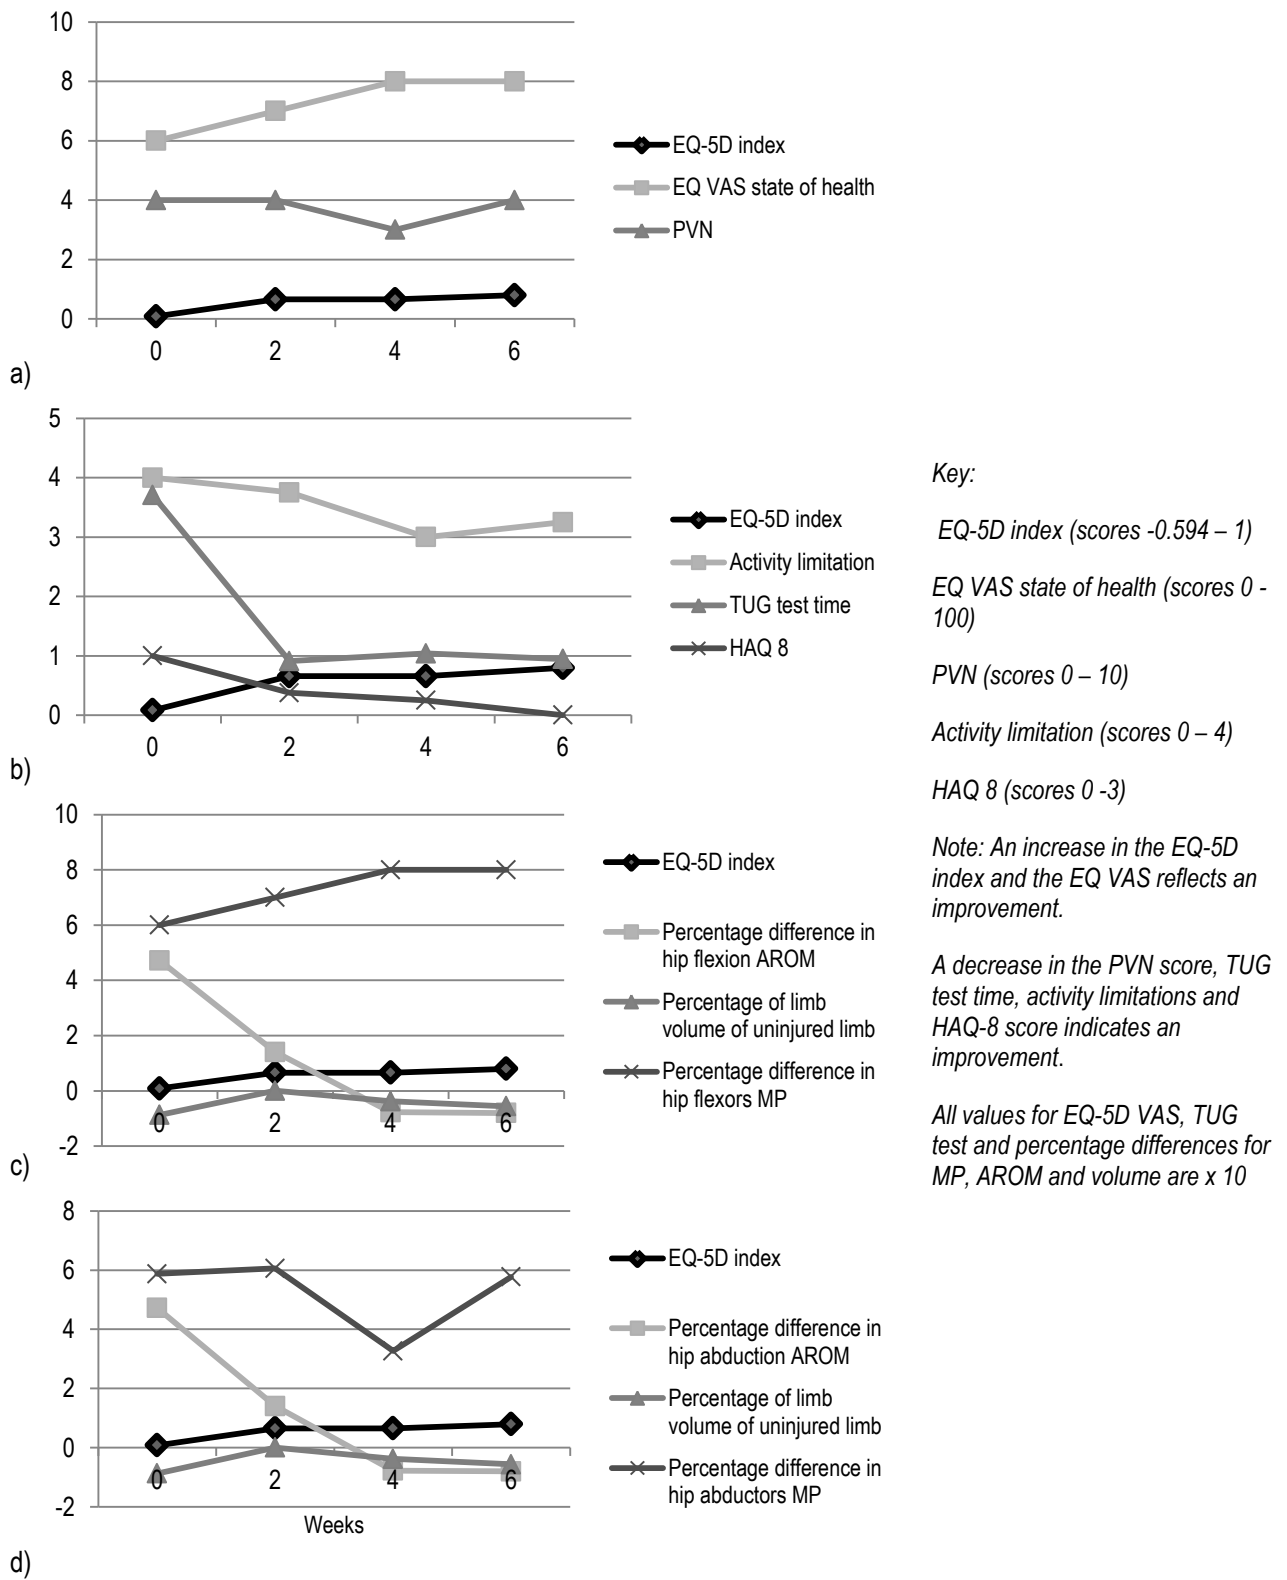 10
8
6
4
2
0
0 2 4 6
EQ-5D index
EQ VAS state of health
PVN
a)
5
4
3
2
1
0
0 2 4 6
EQ-5D index
Activity limitation
TUG test time
HAQ 8
b)
10
8
6
4
2
0
-2
0 2 4 6
EQ-5D index
Percentage difference in
hip flexion AROM
Percentage of limb
volume of uninjured limb
Percentage difference in
hip flexors MP
c)
8
6
4
2
0
-2
0 2 4 6
Weeks
EQ-5D index
Percentage difference in
hip abduction AROM
Percentage of limb
volume of uninjured limb
Percentage difference in
hip abductors MP
d)
Key:
EQ-5D index (scores -0.594 – 1)
EQ VAS state of health (scores 0 -
100)
PVN (scores 0 – 10)
Activity limitation (scores 0 – 4)
HAQ 8 (scores 0 -3)
Note: An increase in the EQ-5D
index and the EQ VAS reflects an
improvement.
A decrease in the PVN score, TUG
test time, activity limitations and
HAQ-8 score indicates an
improvement.
All values for EQ-5D VAS, TUG
test and percentage differences for
MP, AROM and volume are x 10